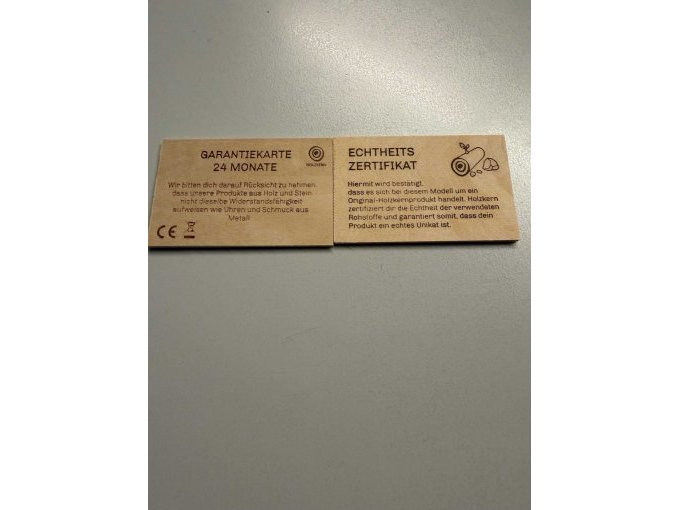 GARANTIEKARTE
24 MONATE
HOLZKERN
Wir bitten dich darauf Rücksicht zu nehmen,
dass unsere Produkte aus Holz und Stein
nicht dieselbe Widerstandsfähigkeit
aufweisen wie Uhren und Schmuck aus
Metall
CE
ECHTHEITS
ZERTIFIKAT
Hiermit wird bestätigt,
dass es sich bei diesem Modell um ein
Original-Holzkernprodukt handelt. Holzkern
zertifiziert dir die Echtheit der verwendeten
Rohstoffe und garantiert somit, dass dein
Produkt ein echtes Unikat ist.